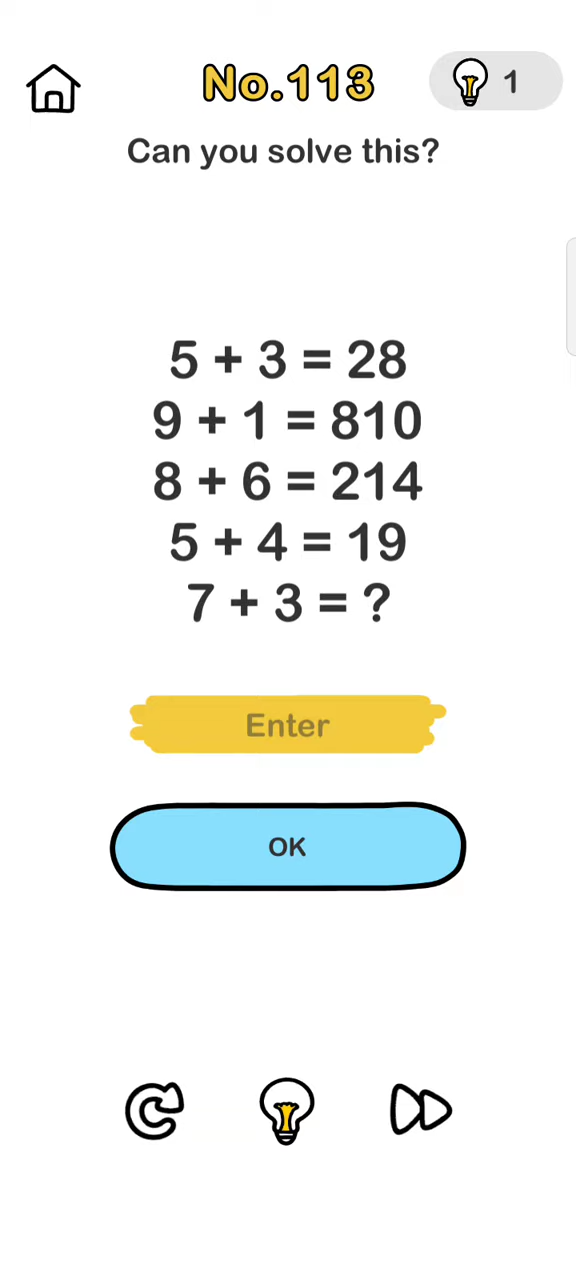 No.113
1
Can you solve this?
5 + 3 = 28
9 + 1 = 810
8 + 6 = 214
5 + 4 = 19
7 + 3 = ?
Enter
OK